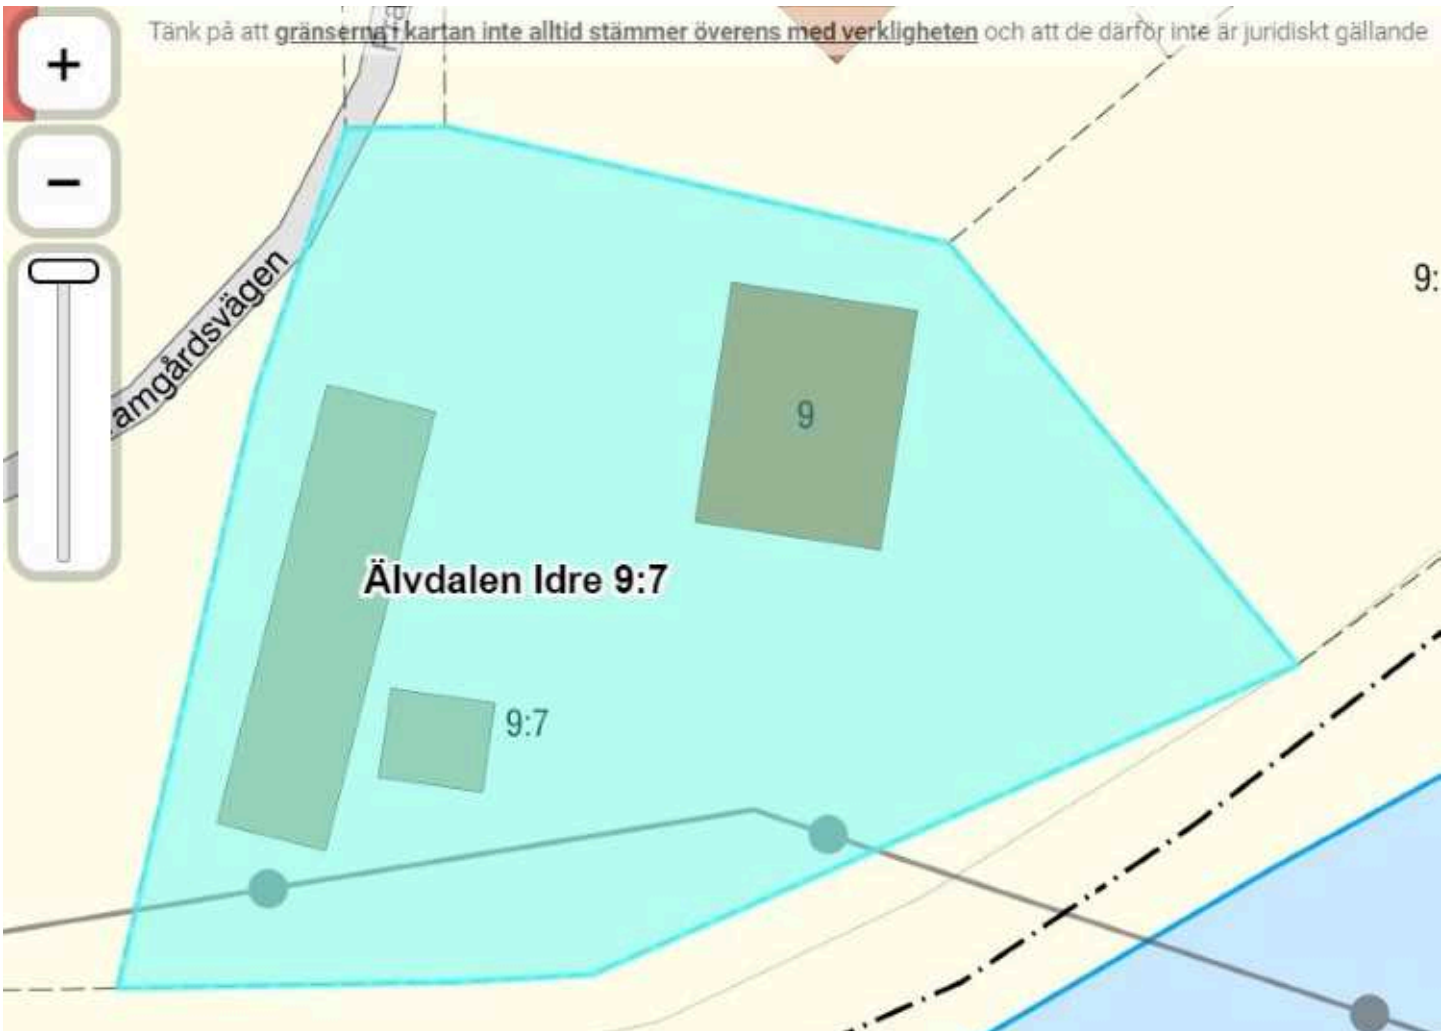 Tänk på att gränserna i kartan inte alltid stämmer överens med verkligheten och att de därför inte är juridiskt gällande
+
−
9:
amgårdsvägen
9
Älvdalen Idre 9:7
9:7